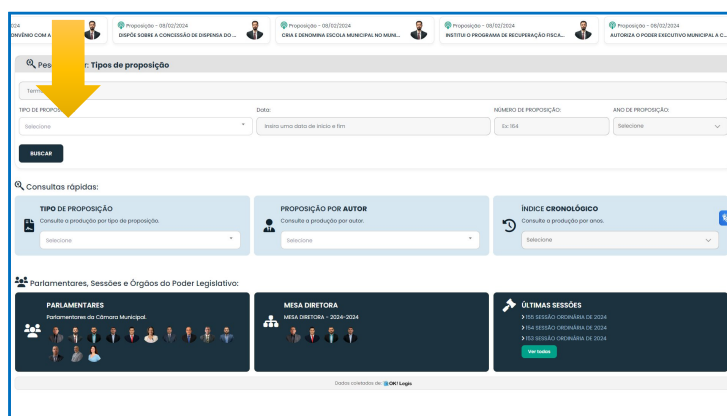 024
Proposição - 08/02/2024
Proposição - 08/02/2024
Proposição - 08/02/2024
Proposição - 08/02/2024
ONVÊNIO COM A
DISPÕE SOBRE A CONCESSÃO DE DISPENSA DO ...
CRIA E DENOMINA ESCOLA MUNICIPAL NO MUNI...
INSTITUI O PROGRAMA DE RECUPERAÇÃO FISCA...
AUTORIZA O PODER EXECUTIVO MUNICIPAL A C...
Tipos de proposição
TIPO DE
Data:
NÚMERO DE PROPOSIÇÃO:
ANO DE PROPOSIÇÃO:
Selecione
Insira uma data de início e fim
Ex: 164
Selecione
BUSCAR
Consultas rápidas:
TIPO DE PROPOSIÇÃO
Consulte a produção por tipo de proposição.
Selecione
PROPOSIÇÃO POR AUTOR
Consulte a produção por autor.
Selecione
ÍNDICE CRONOLÓGICO
Consulte a produção por anos.
Selecione
Parlamentares, Sessões e Órgãos do Poder Legislativo:
PARLAMENTARES
Parlamentares da Câmara Municipal.
MESA DIRETORA
MESA DIRETORA - 2024-2024
ÚLTIMAS SESSÕES
155 SESSÃO ORDINÁRIA DE 2024
154 SESSÃO ORDINÁRIA DE 2024
153 SESSÃO ORDINÁRIA DE 2024
Ver todas
Dados coletados de: OK! Legis